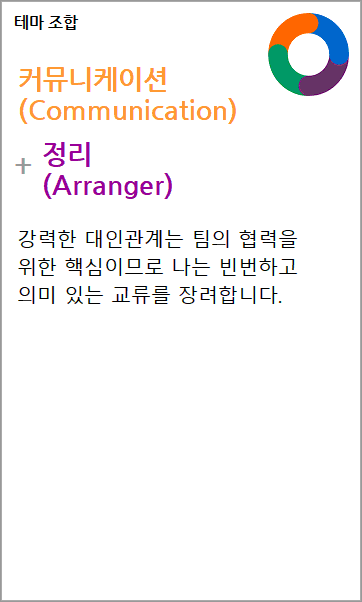 테마 조합
커뮤니케이션
(Communication)
+ 정리
(Arranger)
강력한 대인관계는 팀의 협력을
위한 핵심이므로 나는 빈번하고
의미 있는 교류를 장려합니다.